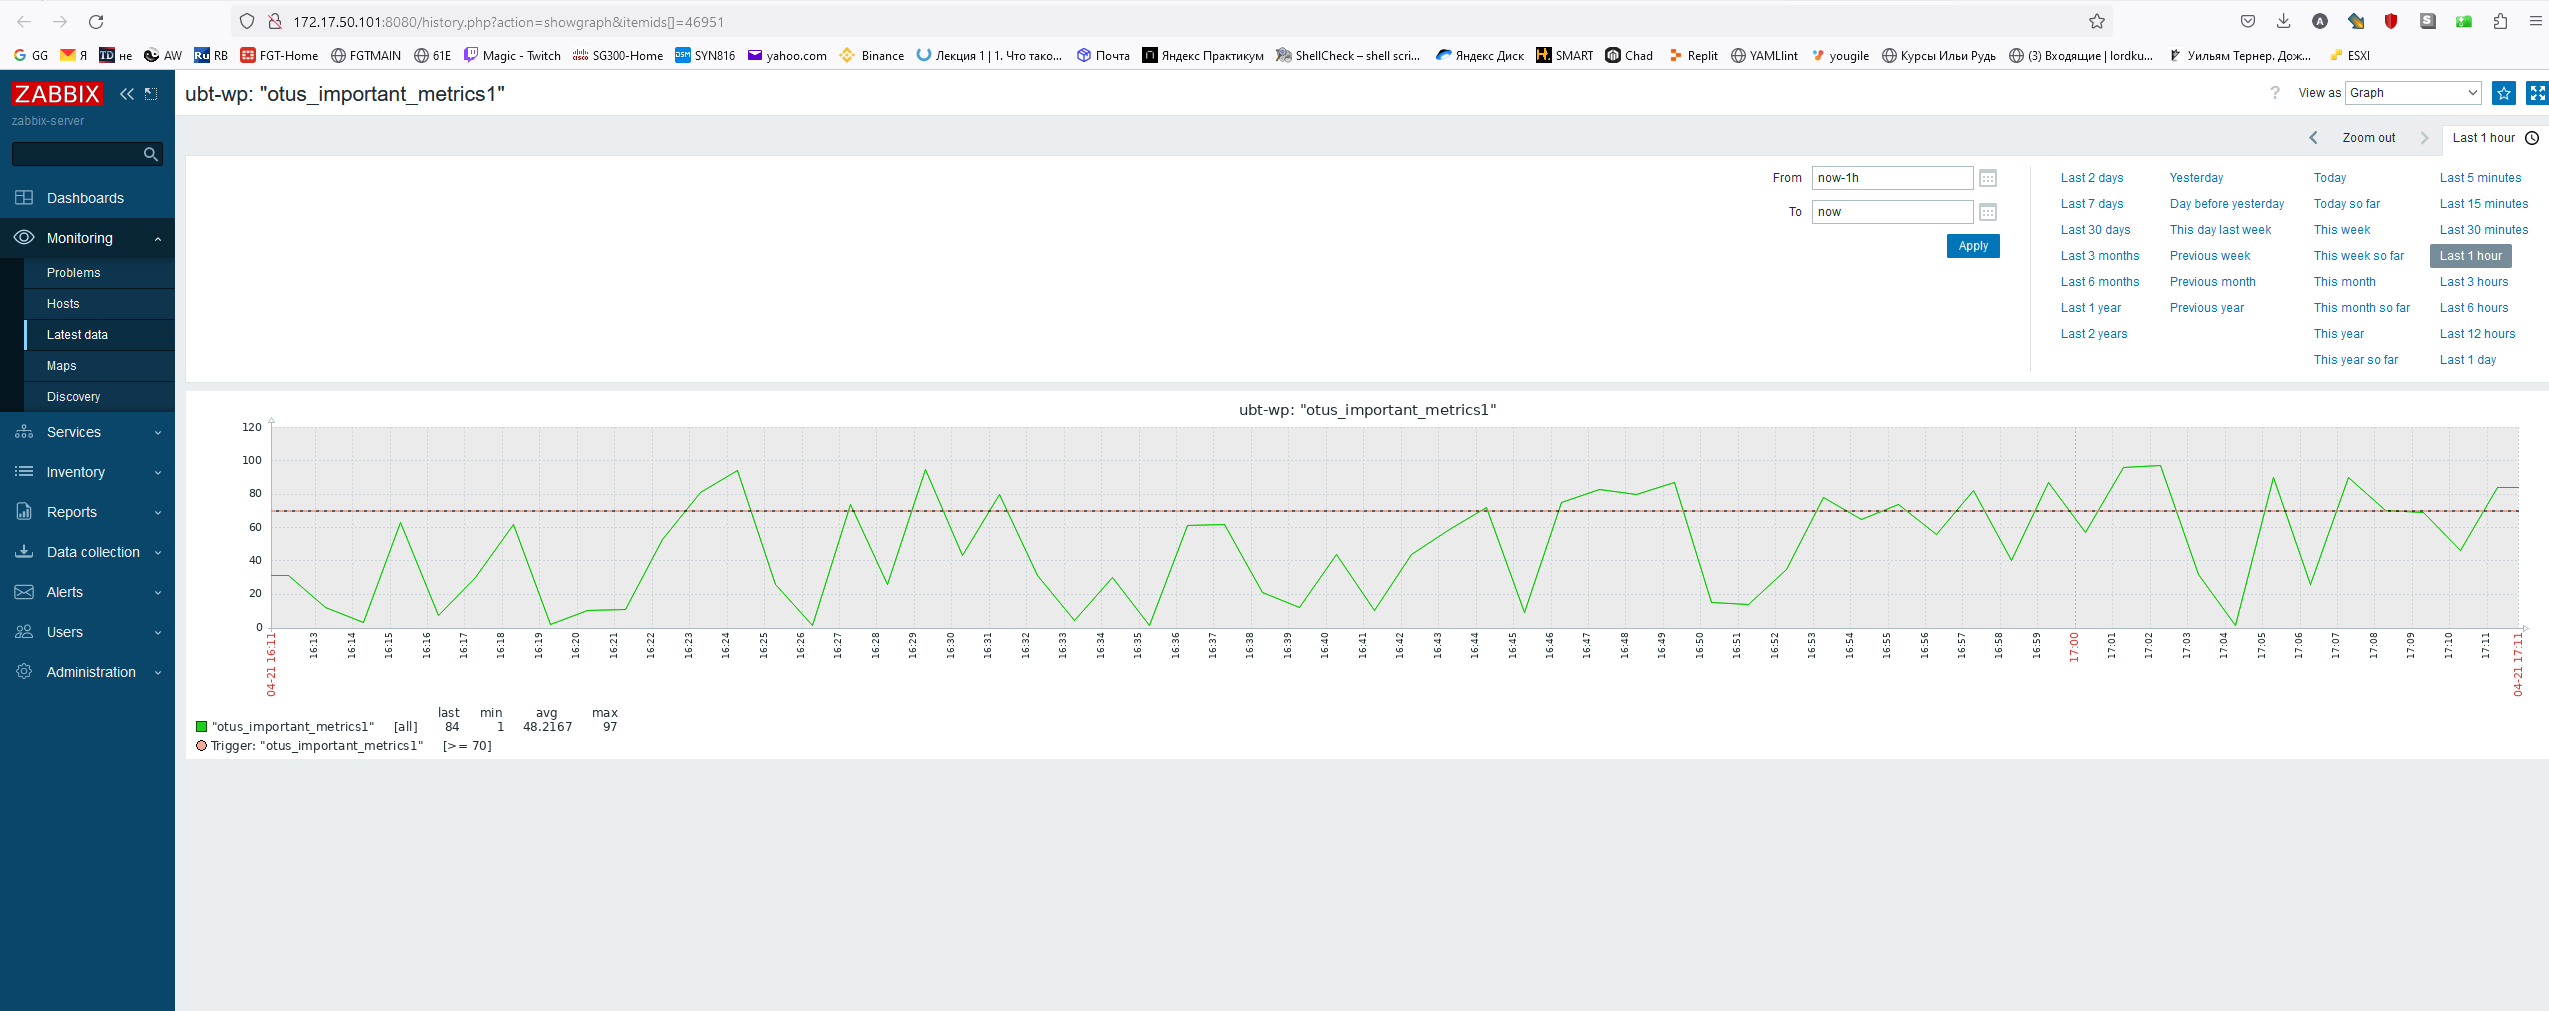 172.17.50.101:8080/history.php?action=showgraph&itemids[]=46951
GG Я не AW RB FGT-Home FGTMAIN 61E Magic - Twitch SG300-Home SYN816 yahoo.com Binance Лекция 1 | 1. Что тако... Почта Яндекс Практикум ShellCheck – shell scri... Яндекс Диск SMART Chad Replit YAMLlint yougile Курсы Ильи Рудь (3) Входящие | lordku... Уильям Тернер. Дож... ESXI
ZABBIX
zabbix-server
Dashboards
Monitoring
Problems
Hosts
Latest data
Maps
Discovery
Services
Inventory
Reports
Data collection
Alerts
Users
Administration
ubt-wp: "otus_important_metrics1"
? View as Graph
Zoom out Last 1 hour
From now-1h
To now
Apply
Last 2 days Yesterday Today Last 5 minutes
Last 7 days Day before yesterday Today so far Last 15 minutes
Last 30 days This day last week This week Last 30 minutes
Last 3 months Previous week This week so far Last 1 hour
Last 6 months Previous month This month Last 3 hours
Last 1 year Previous year This month so far Last 6 hours
Last 2 years This year Last 12 hours
This year so far Last 1 day
ubt-wp: "otus_important_metrics1"
120
100
80
60
40
20
0
04-21 16:11 16:13 16:14 16:15 16:16 16:17 16:18 16:19 16:20 16:21 16:22 16:23 16:24 16:25 16:26 16:27 16:28 16:29 16:30 16:31 16:32 16:33 16:34 16:35 16:36 16:37 16:38 16:39 16:40 16:41 16:42 16:43 16:44 16:45 16:46 16:47 16:48 16:49 16:50 16:51 16:52 16:53 16:54 16:55 16:56 16:57 16:58 16:59 17:00 17:01 17:02 17:03 17:04 17:05 17:06 17:07 17:08 17:09 17:10 17:11 04-21 17:11
last min avg max
"otus_important_metrics1" [all] 84 1 48.2167 97
Trigger: "otus_important_metrics1" [>= 70]